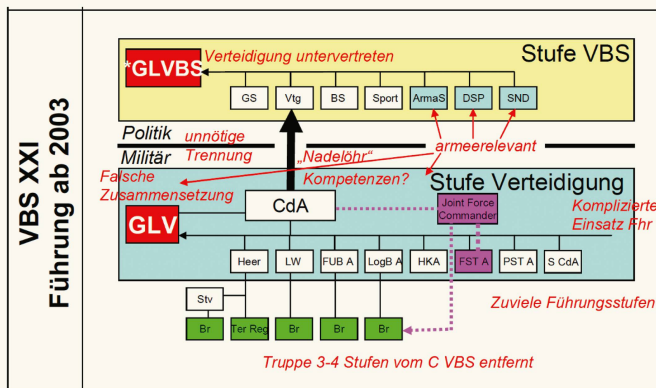 VBS XXI
Führung ab 2003
*GLVBS
Verteidigung untervertreten
Stufe VBS
GS
Vtg
BS
Sport
ArmaS
DSP
SND
Politik
Militär
unnötige
Trennung
„Nadelöhr“
Kompetenzen?
armeerelevant
Falsche
Zusammensetzung
Stufe Verteidigung
GLV
CdA
Joint Force
Commander
Komplizierte
Einsatz Fhr
Heer
LW
FUB A
LogB A
HKA
FST A
PST A
S CdA
Stv
Zuviele Führungsstufen
Br
Ter Reg
Br
Br
Br
Truppe 3-4 Stufen vom C VBS entfernt